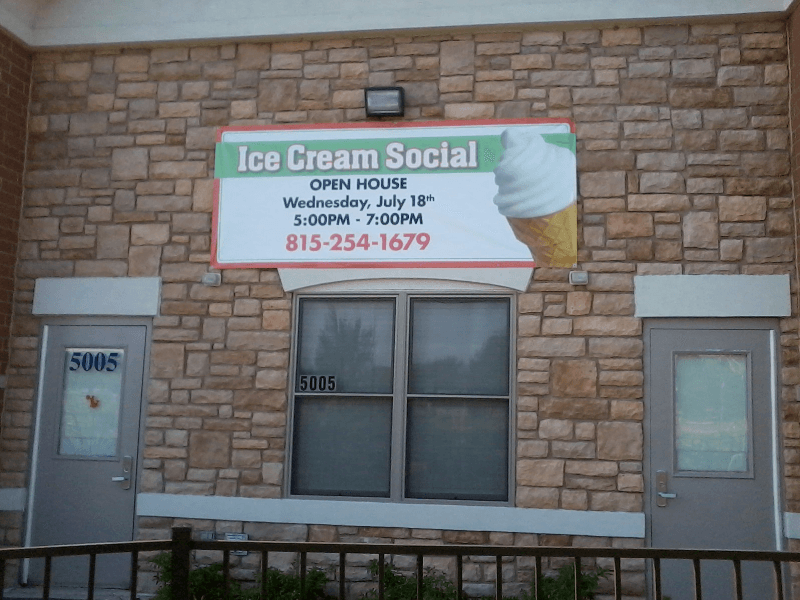 Ice Cream Social
OPEN HOUSE
Wednesday, July 18th
5:00PM - 7:00PM
815-254-1679
5005
5005